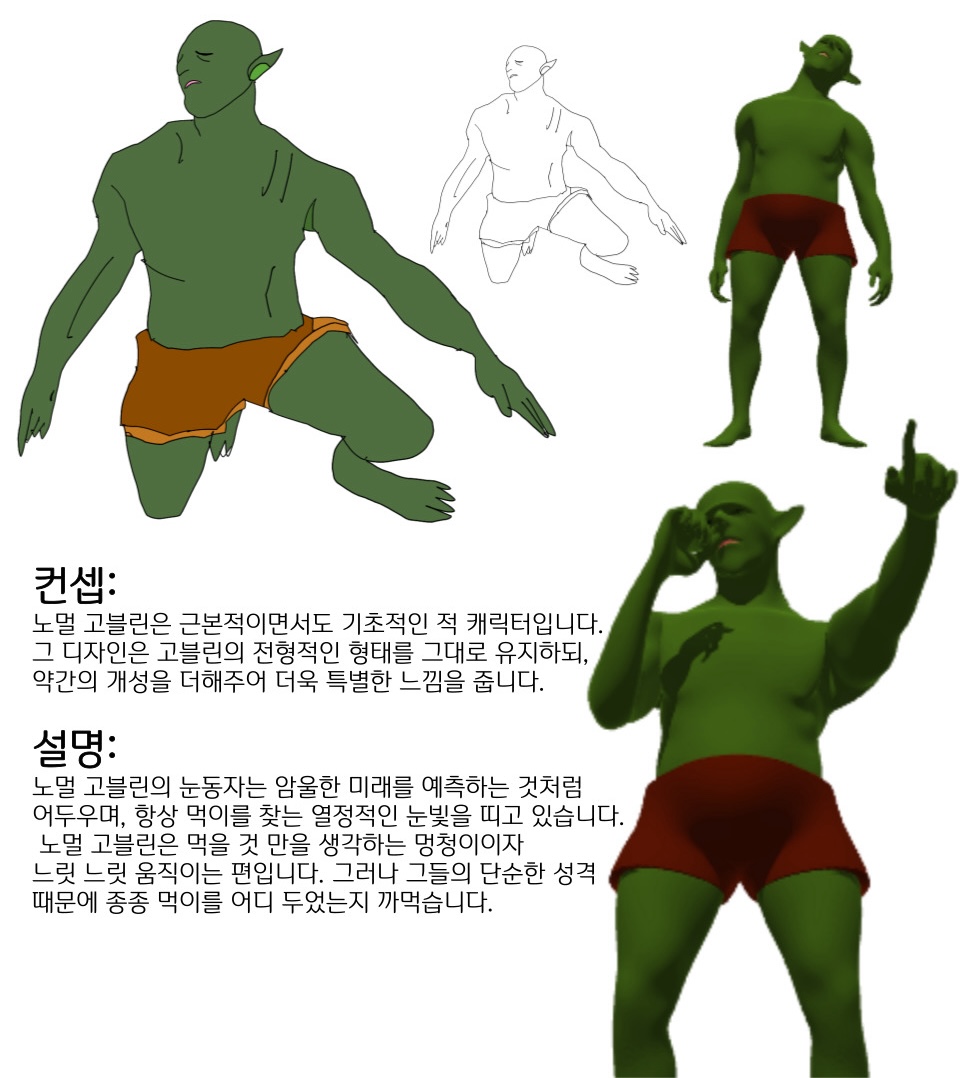 컨셉:
노멀 고블린은 근본적이면서도 기초적인 적 캐릭터입니다.
그 디자인은 고블린의 전형적인 형태를 그대로 유지하되,
약간의 개성을 더해주어 더욱 특별한 느낌을 줍니다.
설명:
노멀 고블린의 눈동자는 암울한 미래를 예측하는 것처럼
어두우며, 항상 먹이를 찾는 열정적인 눈빛을 띠고 있습니다.
노멀 고블린은 먹을 것 만을 생각하는 멍청이이자
느릿 느릿 움직이는 편입니다. 그러나 그들의 단순한 성격
때문에 종종 먹이를 어디 두었는지 까먹습니다.